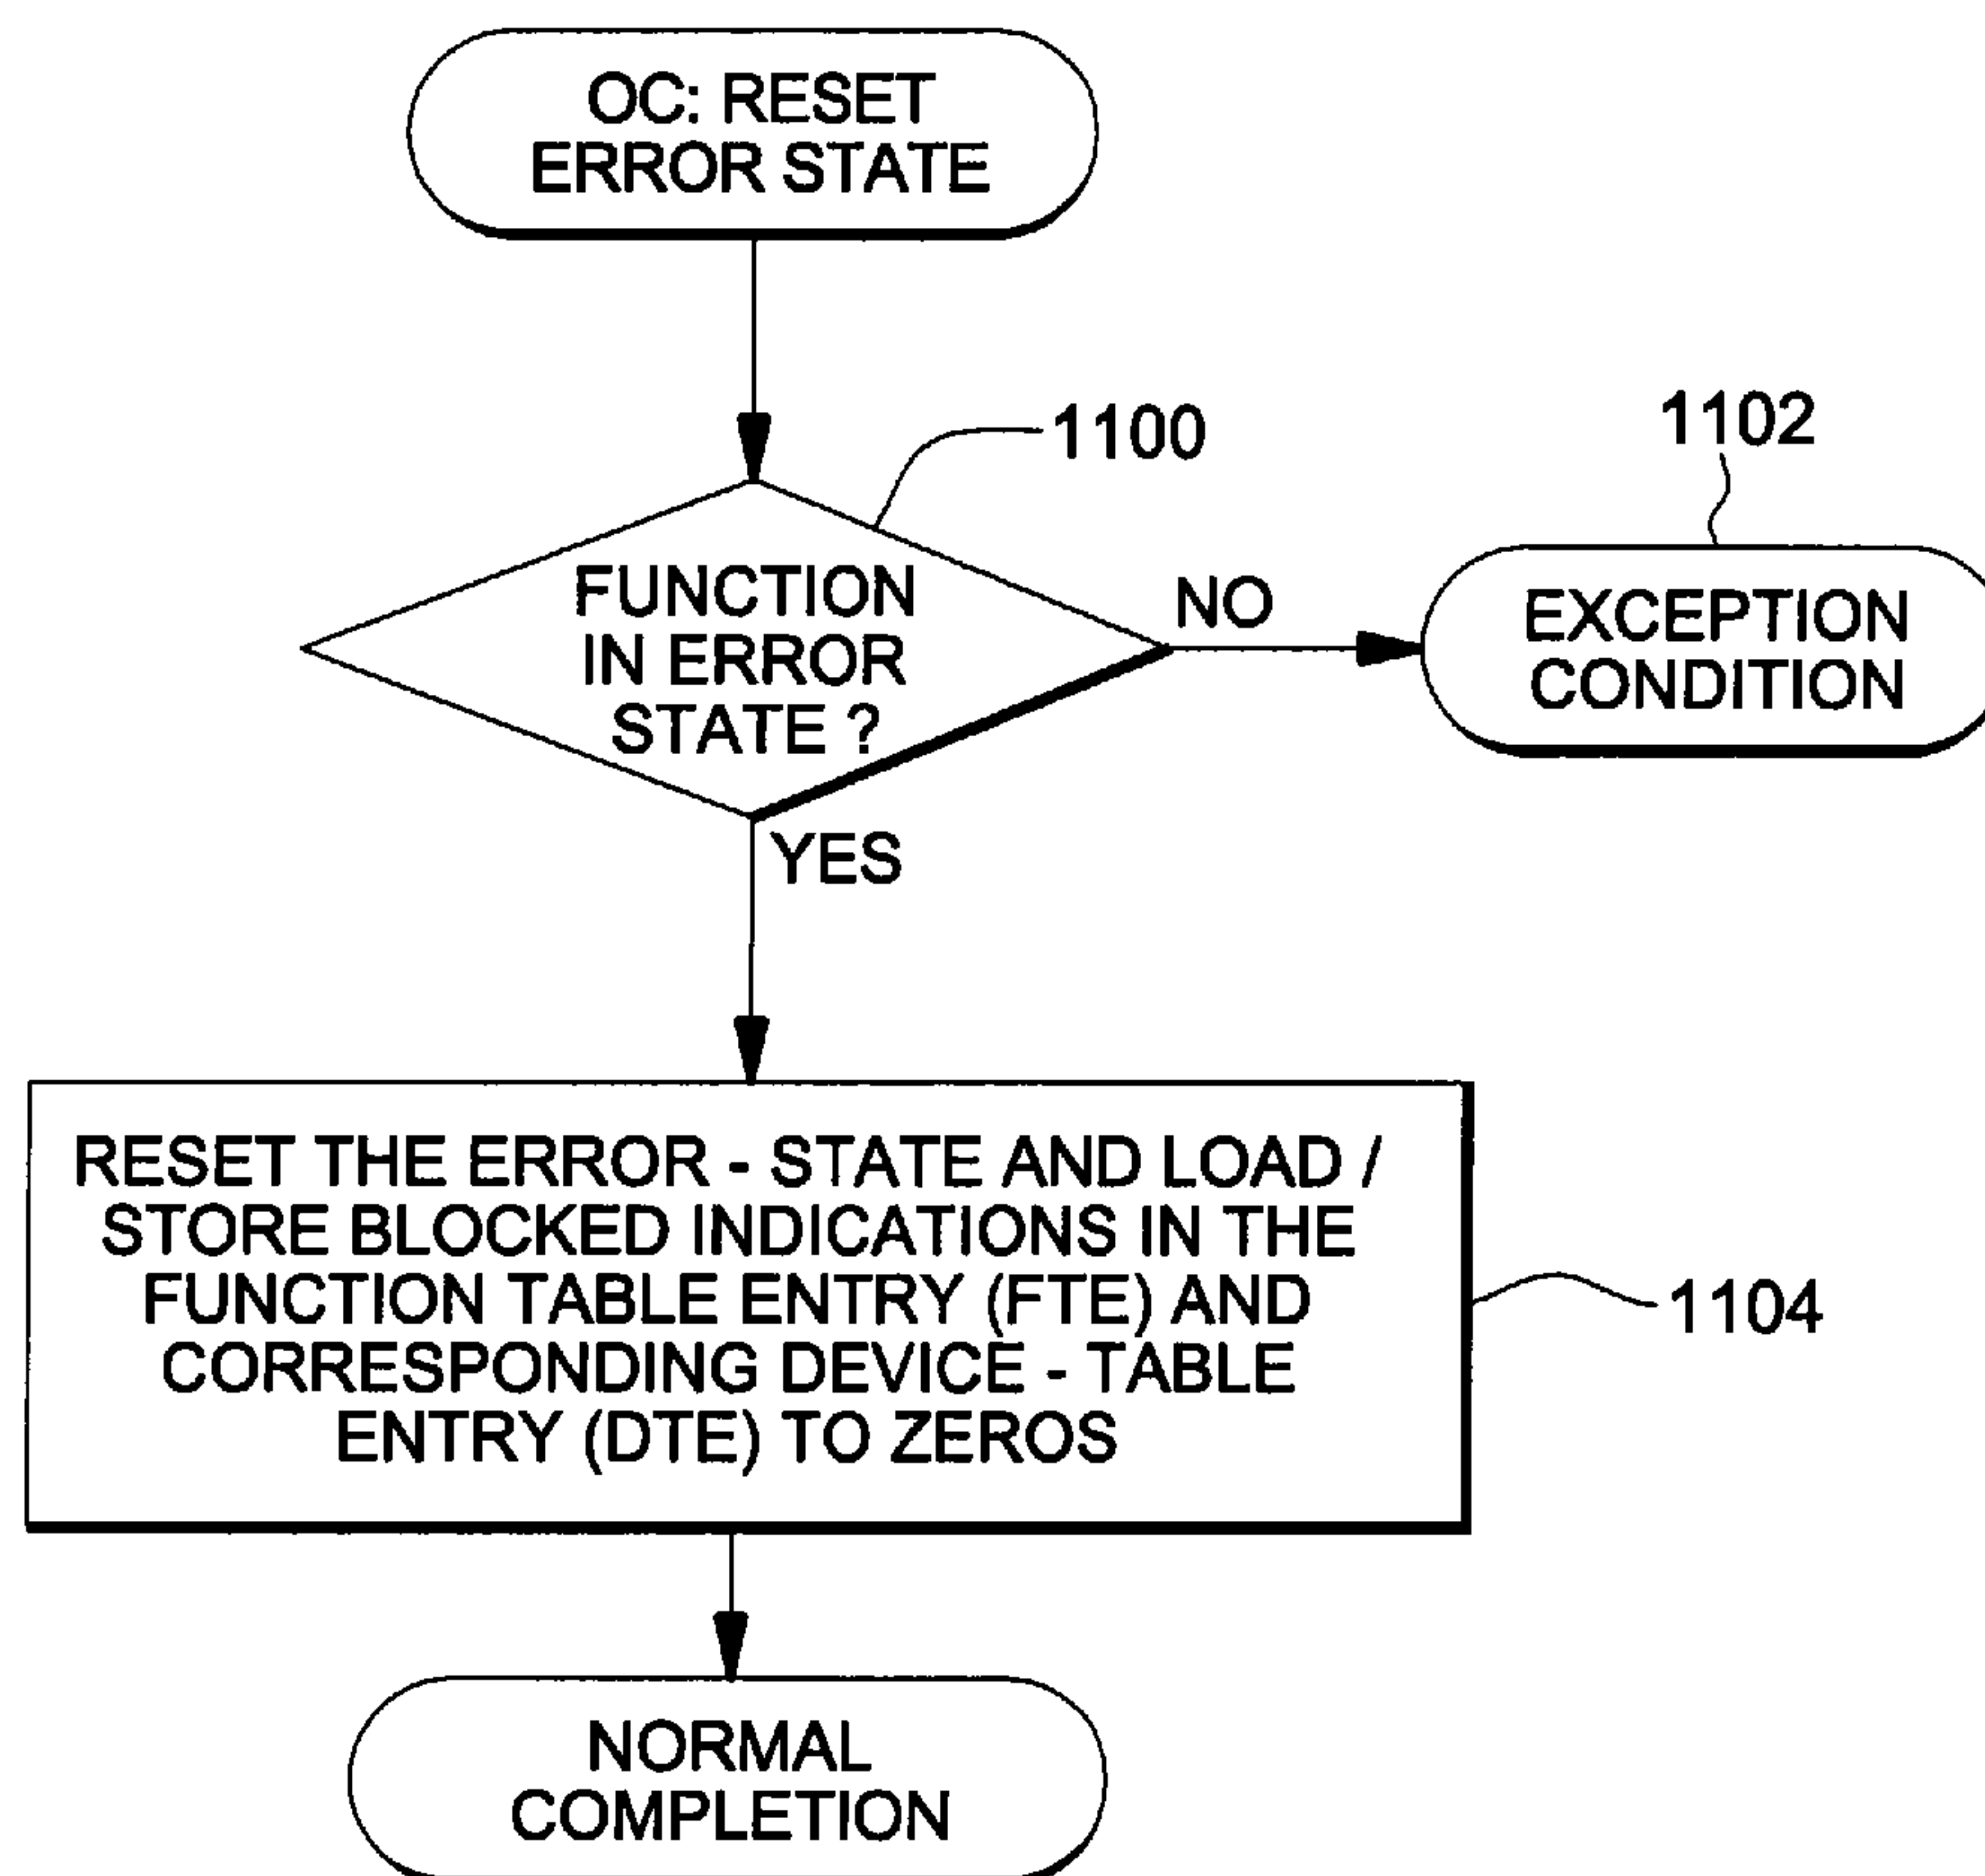 OC: RESET
ERROR STATE
1100
1102
FUNCTION
IN ERROR
STATE ?
NO
EXCEPTION
CONDITION
YES
RESET THE ERROR - STATE AND LOAD /
STORE BLOCKED INDICATIONS IN THE
FUNCTION TABLE ENTRY (FTE) AND
CORRESPONDING DEVICE - TABLE
ENTRY (DTE) TO ZEROS
1104
NORMAL
COMPLETION